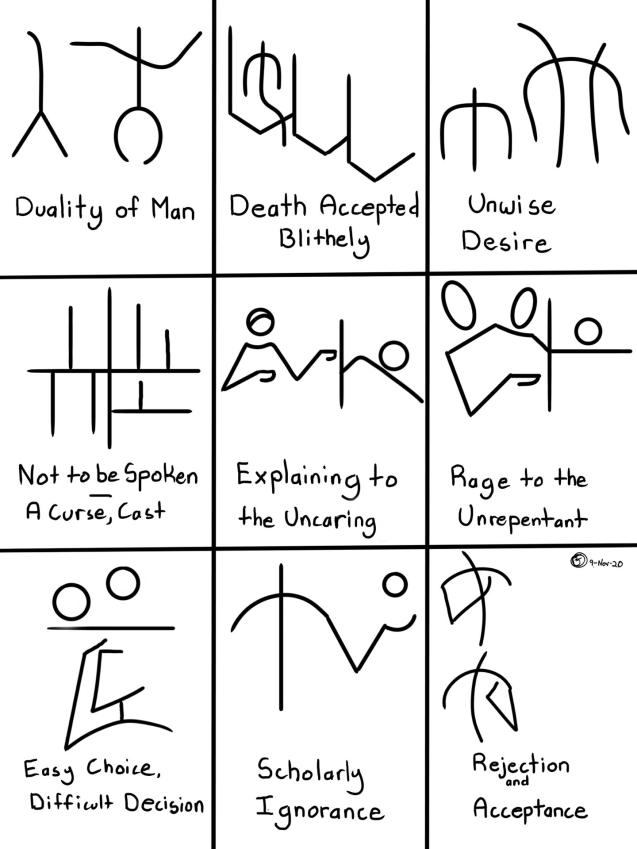 Duality of Man
Death Accepted
Blithely
Unwise
Desire
Not to be Spoken
A Curse, Cast
Explaining to
the Uncaring
Rage to the
Unrepentant
9-Nov-20
Easy Choice,
Difficult Decision
Scholarly
Ignorance
Rejection
and
Acceptance